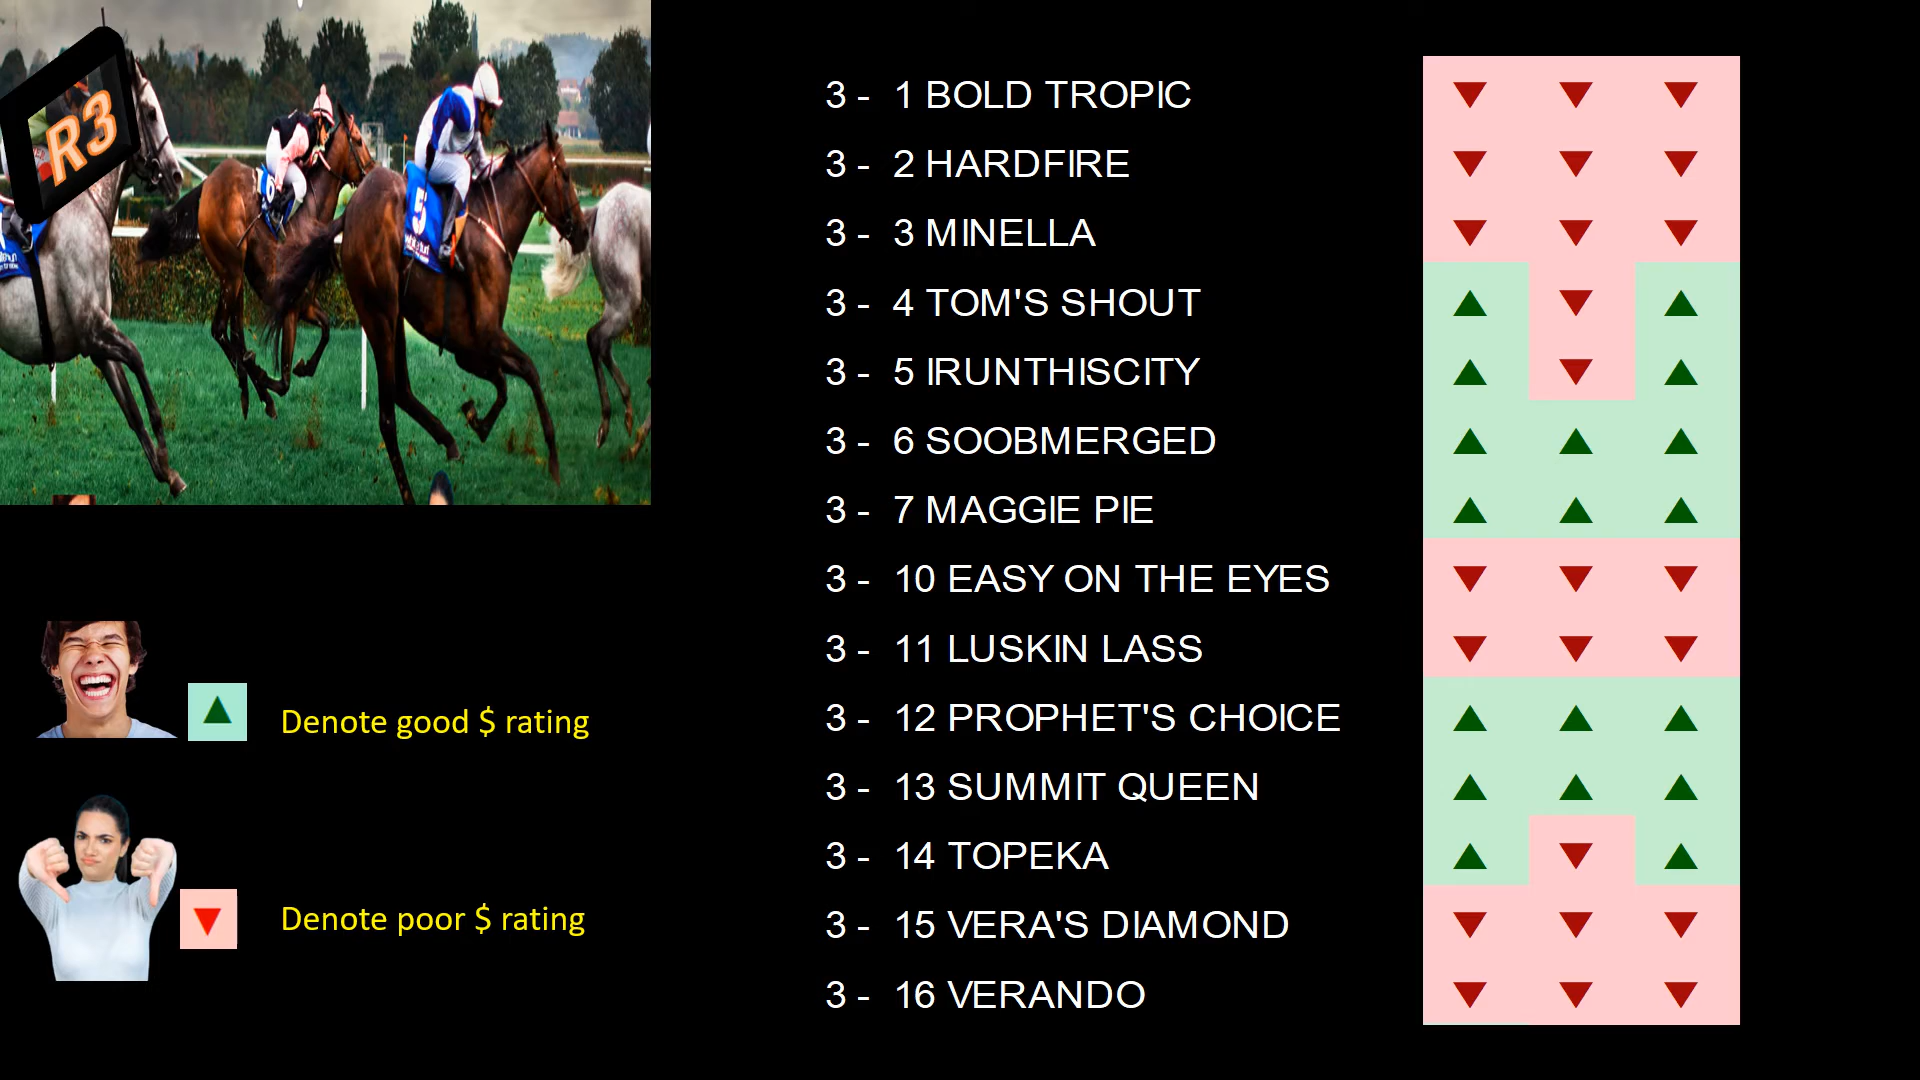 R3
5
3 - 1 BOLD TROPIC
3 - 2 HARDFIRE
3 - 3 MINELLA
3 - 4 TOM'S SHOUT
3 - 5 IRUNTHISCITY
3 - 6 SOOBMERGED
3 - 7 MAGGIE PIE
3 - 10 EASY ON THE EYES
3 - 11 LUSKIN LASS
3 - 12 PROPHET'S CHOICE
3 - 13 SUMMIT QUEEN
3 - 14 TOPEKA
3 - 15 VERA'S DIAMOND
3 - 16 VERANDO
Denote good $ rating
Denote poor $ rating